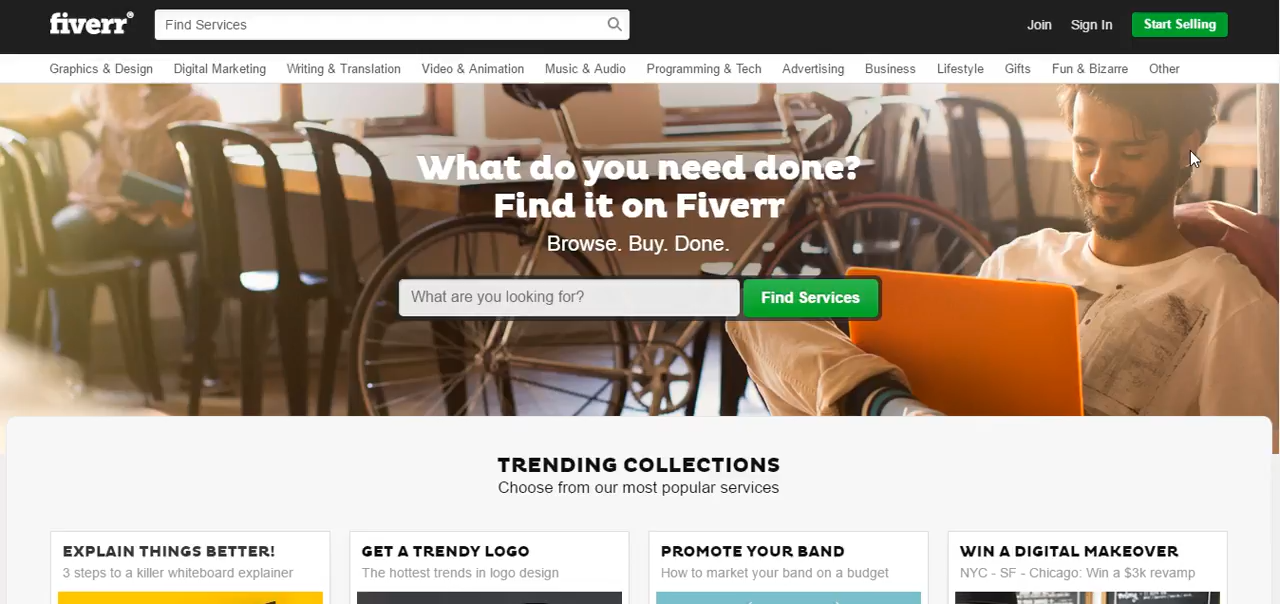 fiverr®
Find Services
Join
Sign In
Start Selling
Graphics & Design
Digital Marketing
Writing & Translation
Video & Animation
Music & Audio
Programming & Tech
Advertising
Business
Lifestyle
Gifts
Fun & Bizarre
Other
What do you need done?
Find it on Fiverr
Browse. Buy. Done.
What are you looking for?
Find Services
TRENDING COLLECTIONS
Choose from our most popular services
EXPLAIN THINGS BETTER!
3 steps to a killer whiteboard explainer
GET A TRENDY LOGO
The hottest trends in logo design
PROMOTE YOUR BAND
How to market your band on a budget
WIN A DIGITAL MAKEOVER
NYC - SF - Chicago: Win a $3k revamp